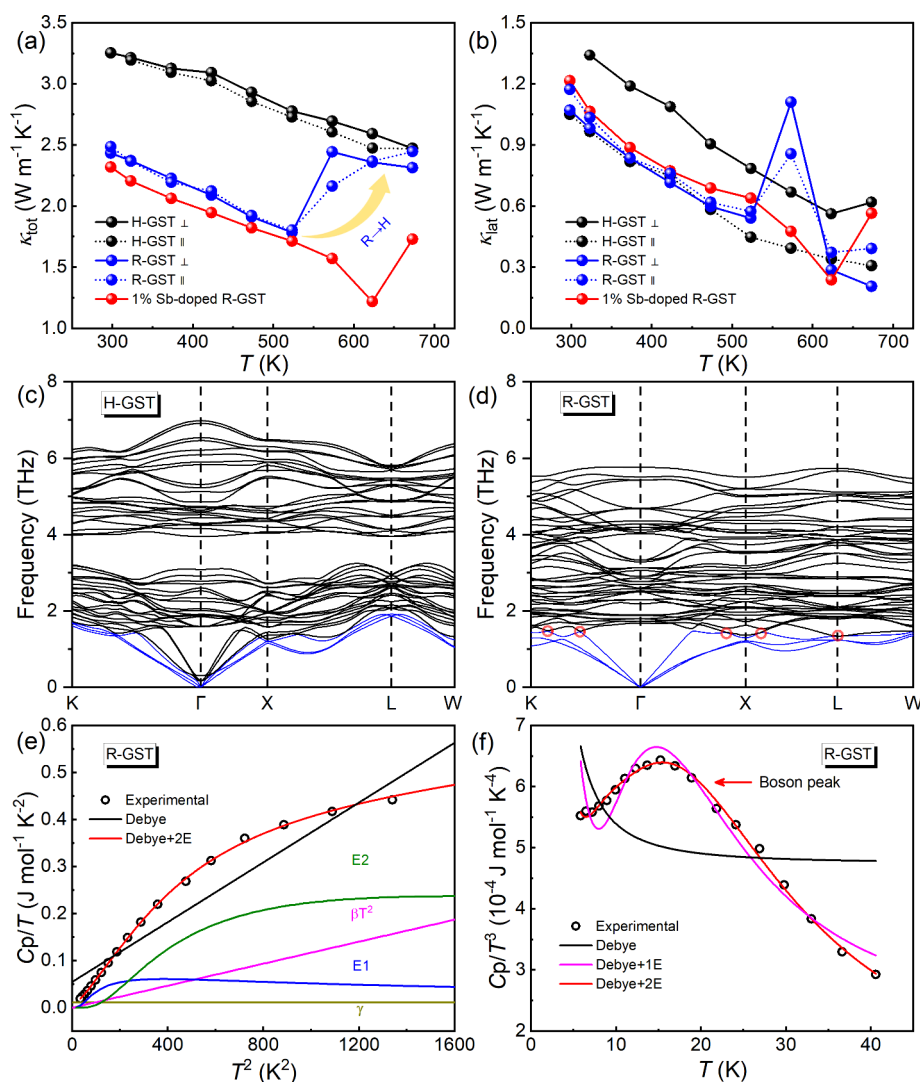 (a)
3.5
3.0
2.5
2.0
1.5
1.0
κtot (W m⁻¹ K⁻¹)
H-GST ⊥
H-GST ∥
R-GST ⊥
R-GST ∥
1% Sb-doped R-GST
R→H
300 400 500 600 700
T (K)
(b)
1.5
1.2
0.9
0.6
0.3
0.0
κlat (W m⁻¹ K⁻¹)
H-GST ⊥
H-GST ∥
R-GST ⊥
R-GST ∥
1% Sb-doped R-GST
300 400 500 600 700
T (K)
(c)
H-GST
8
6
4
2
0
Frequency (THz)
K Γ X L W
(d)
R-GST
8
6
4
2
0
Frequency (THz)
K Γ X L W
(e)
R-GST
0.6
0.5
0.4
0.3
0.2
0.1
0.0
Cp/T (J mol⁻¹ K⁻²)
Experimental
Debye
Debye+2E
E2
βT²
E1
γ
0 400 800 1200 1600
T² (K²)
(f)
R-GST
7
6
5
4
3
2
Cp/T³ (10⁻⁴ J mol⁻¹ K⁻⁴)
Boson peak
Experimental
Debye
Debye+1E
Debye+2E
0 10 20 30 40
T (K)